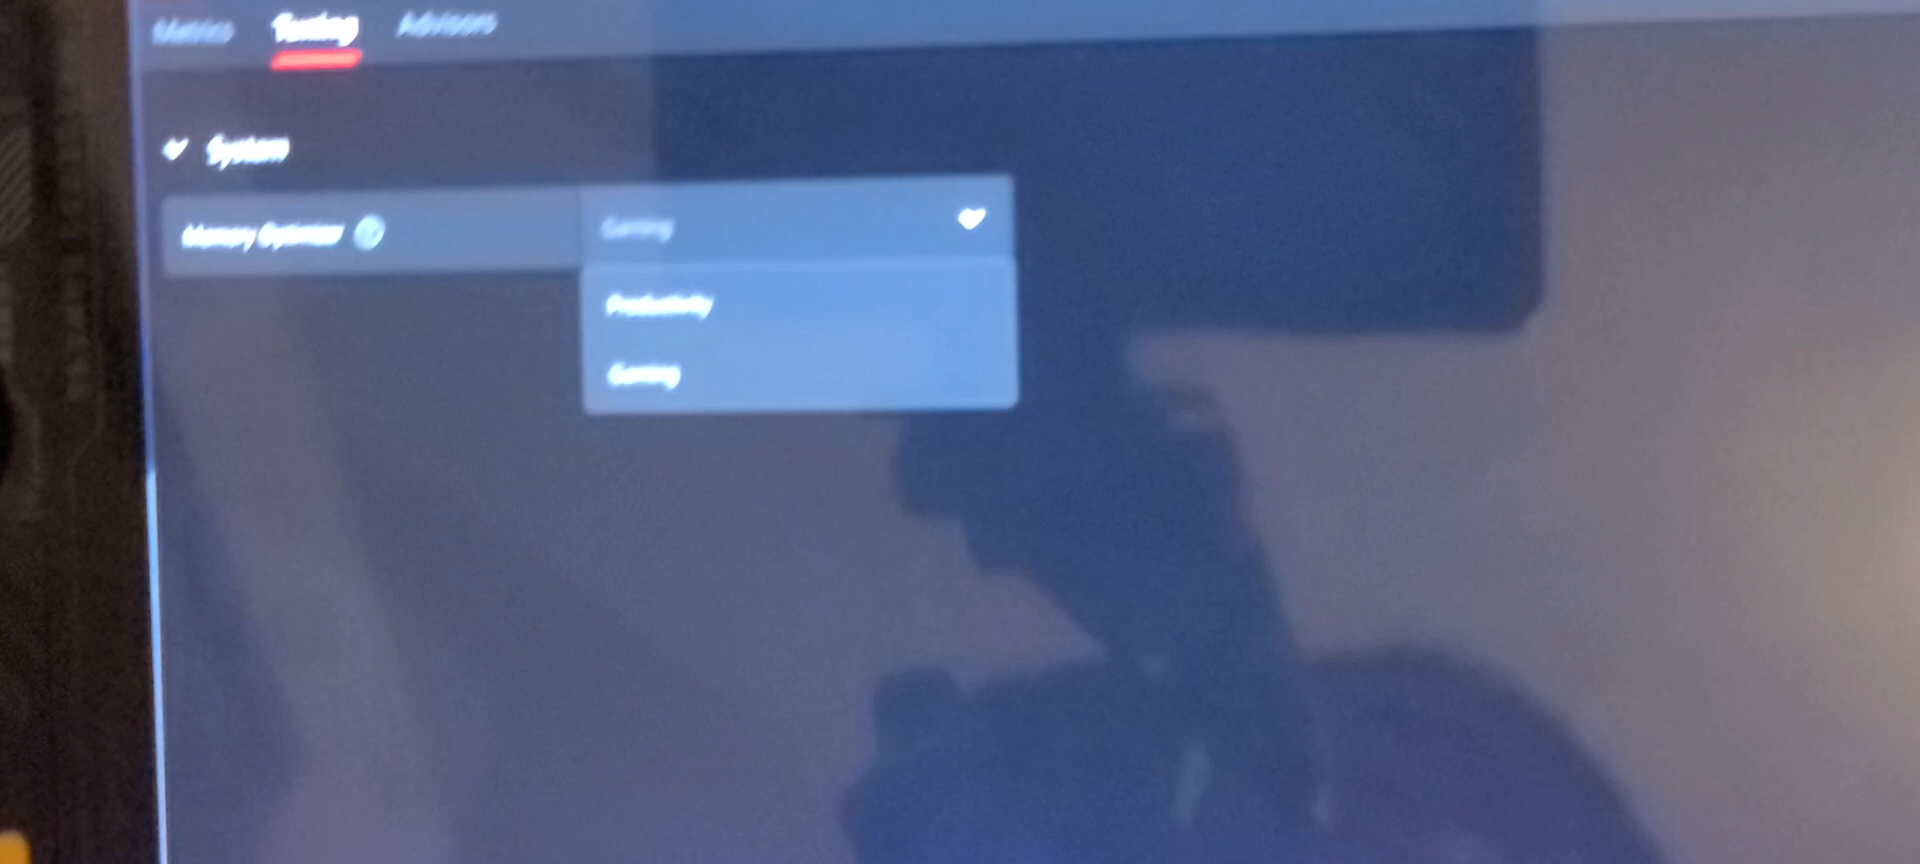 Metrics Tuning Advisors
System
Memory Optimizer Gaming
Productivity
Gaming